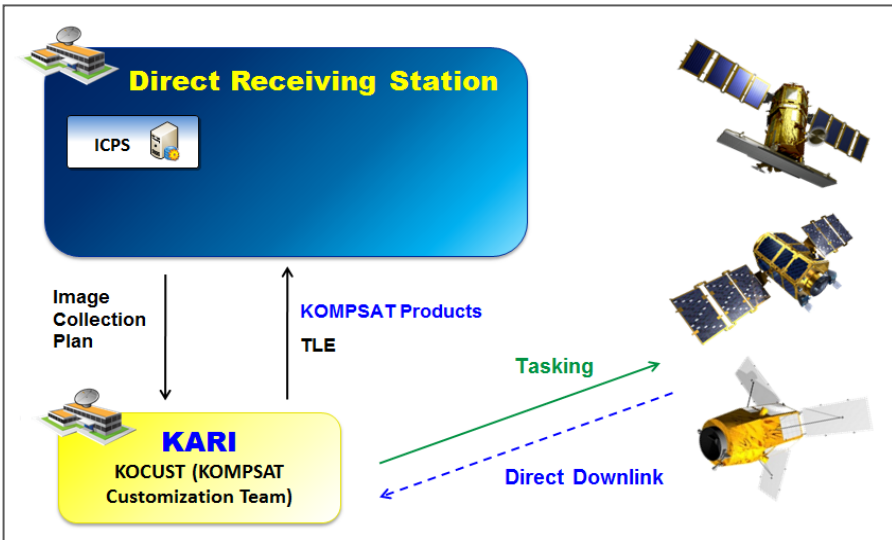 Direct Receiving Station
ICPS
Image
Collection
Plan
KOMPSAT Products
TLE
Tasking
Direct Downlink
KARI
KOCUST (KOMPSAT
Customization Team)